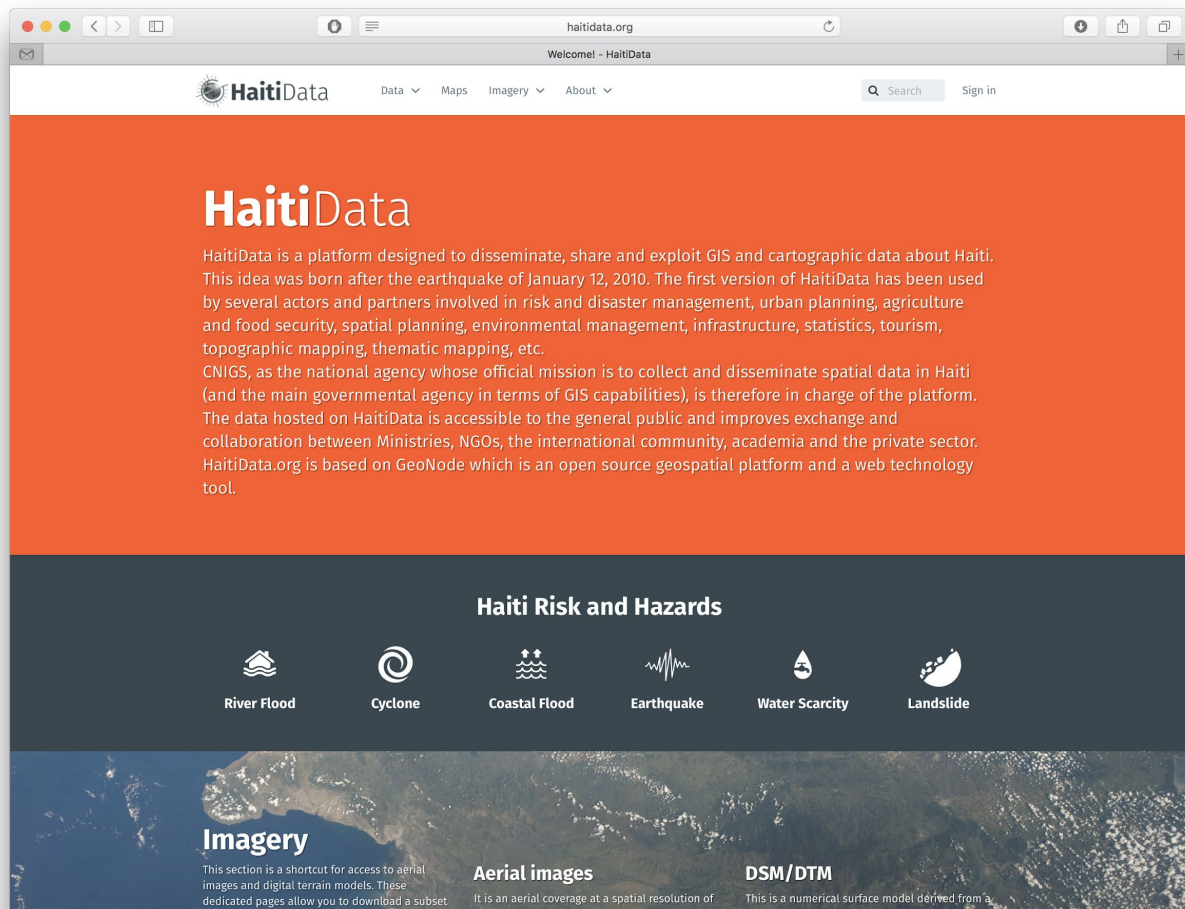 haitidata.org
Welcome! - HaitiData
HaitiData
Data
Maps
Imagery
About
Search
Sign in
HaitiData
HaitiData is a platform designed to disseminate, share and exploit GIS and cartographic data about Haiti.
This idea was born after the earthquake of January 12, 2010. The first version of HaitiData has been used
by several actors and partners involved in risk and disaster management, urban planning, agriculture
and food security, spatial planning, environmental management, infrastructure, statistics, tourism,
topographic mapping, thematic mapping, etc.
CNIGS, as the national agency whose official mission is to collect and disseminate spatial data in Haiti
(and the main governmental agency in terms of GIS capabilities), is therefore in charge of the platform.
The data hosted on HaitiData is accessible to the general public and improves exchange and
collaboration between Ministries, NGOs, the international community, academia and the private sector.
HaitiData.org is based on GeoNode which is an open source geospatial platform and a web technology
tool.
Haiti Risk and Hazards
River Flood
Cyclone
Coastal Flood
Earthquake
Water Scarcity
Landslide
Imagery
This section is a shortcut for access to aerial
images and digital terrain models. These
dedicated pages allow you to download a subset
Aerial images
It is an aerial coverage at a spatial resolution of
DSM/DTM
This is a numerical surface model derived from a